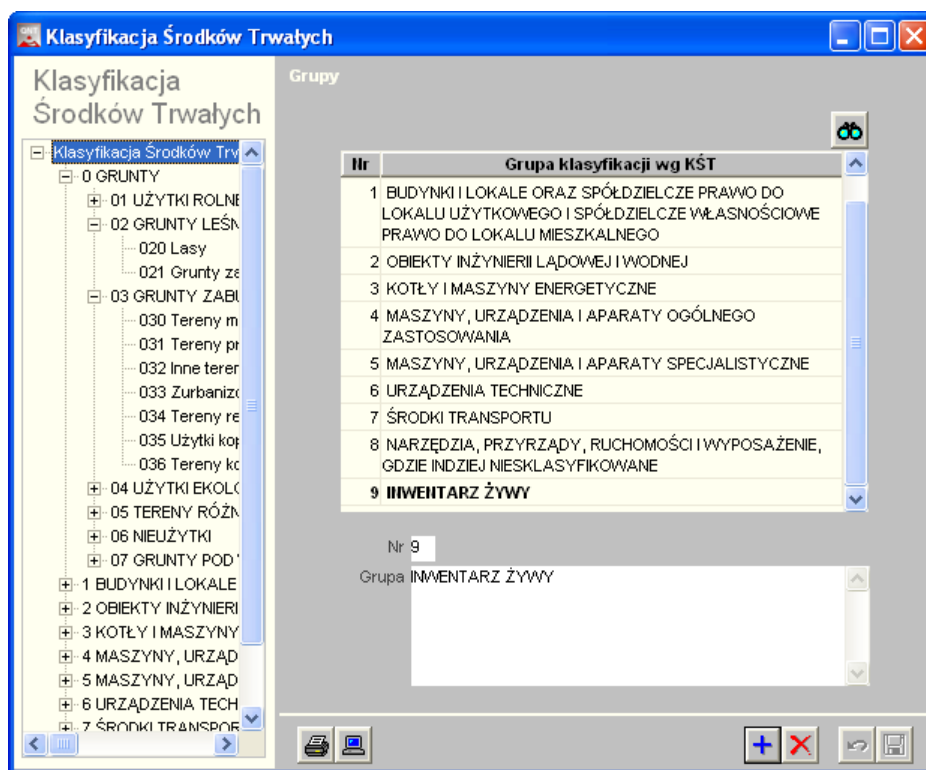 Klasyfikacja Środków Trwałych
Klasyfikacja
Środków Trwałych
Klasyfikacja Środków Trw
0 GRUNTY
01 UŻYTKI ROLNE
02 GRUNTY LEŚN
020 Lasy
021 Grunty za
03 GRUNTY ZABU
030 Tereny m
031 Tereny pr
032 Inne teren
033 Zurbanizo
034 Tereny re
035 Użytki kop
036 Tereny ko
04 UŻYTKI EKOLO
05 TERENY RÓŻN
06 NIEUŻYTKI
07 GRUNTY POD
1 BUDYNKI I LOKALE
2 OBIEKTY INŻYNIERI
3 KOTŁY I MASZYNY
4 MASZYNY, URZĄD
5 MASZYNY, URZĄD
6 URZĄDZENIA TECH
7 ŚRODKI TRANSPOR
Grupy
Nr Grupa klasyfikacji wg KŚT
1 BUDYNKI I LOKALE ORAZ SPÓŁDZIELCZE PRAWO DO
LOKALU UŻYTKOWEGO I SPÓŁDZIELCZE WŁASNOŚCIOWE
PRAWO DO LOKALU MIESZKALNEGO
2 OBIEKTY INŻYNIERII LĄDOWEJ I WODNEJ
3 KOTŁY I MASZYNY ENERGETYCZNE
4 MASZYNY, URZĄDZENIA I APARATY OGÓLNEGO
ZASTOSOWANIA
5 MASZYNY, URZĄDZENIA I APARATY SPECJALISTYCZNE
6 URZĄDZENIA TECHNICZNE
7 ŚRODKI TRANSPORTU
8 NARZĘDZIA, PRZYRZĄDY, RUCHOMOŚCI I WYPOSAŻENIE,
GDZIE INDZIEJ NIESKLASYFIKOWANE
9 INWENTARZ ŻYWY
Nr 9
Grupa INWENTARZ ŻYWY